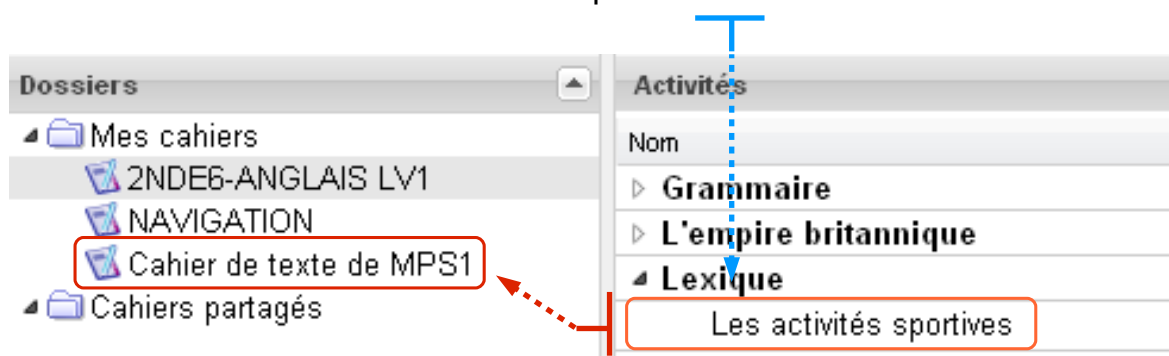 Dossiers
Mes cahiers
2NDE6-ANGLAIS LV1
NAVIGATION
Cahier de texte de MPS1
Cahiers partagés
Activités
Nom
Grammaire
L'empire britannique
Lexique
Les activités sportives